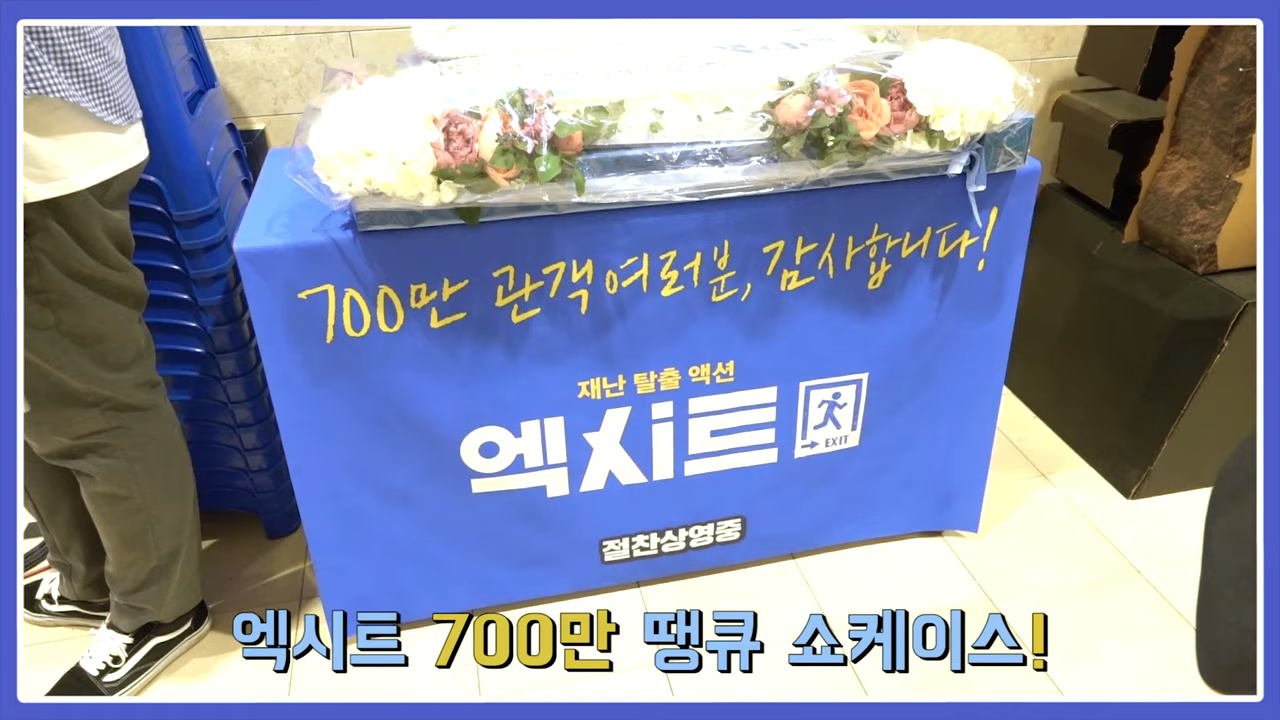 700만 관객여러분, 감사합니다!
재난 탈출 액션
엑시트
EXIT
절찬상영중
엑시트 700만 땡큐 쇼케이스!